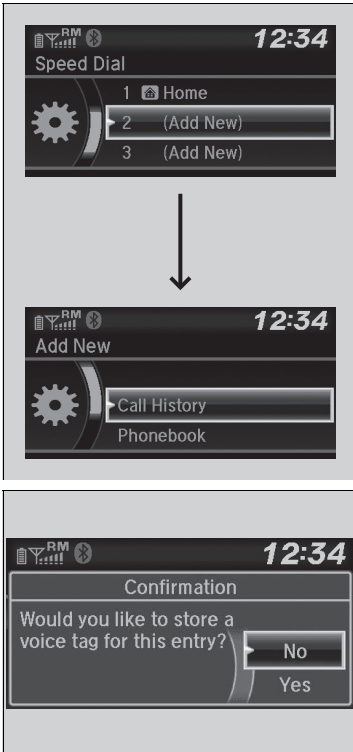 RM 12:34
Speed Dial
1 Home
2 (Add New)
3 (Add New)
RM 12:34
Add New
Call History
Phonebook
RM 12:34
Confirmation
Would you like to store a
voice tag for this entry?
No
Yes